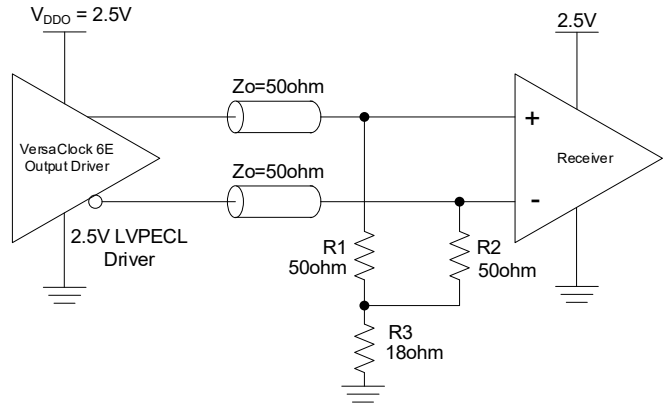 V_DDO = 2.5V
2.5V
Zo=50ohm
VersaClock 6E
Output Driver
+
Receiver
Zo=50ohm
-
2.5V LVPECL
Driver
R1
50ohm
R2
50ohm
R3
18ohm